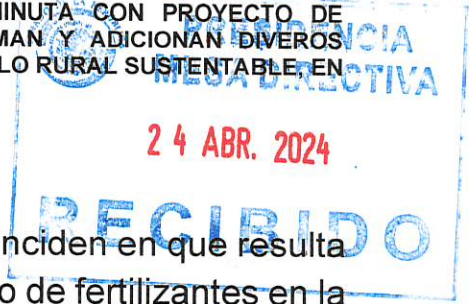 MINUTA CON PROYECTO DE
MAN Y ADICIONAN DIVEROS
LO RURAL SUSTENTABLE, EN
PRESIDENCIA
MESA DIRECTIVA
24 ABR. 2024
RECIBIDO
nciden en que resulta
o de fertilizantes en la